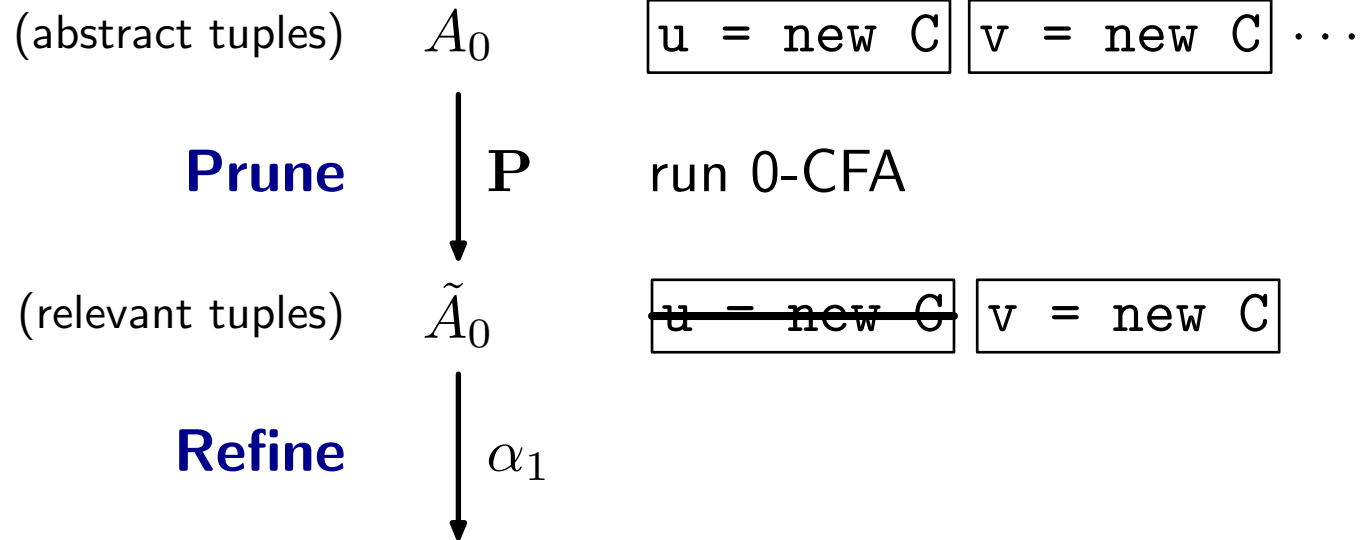 (abstract tuples) A₀ u = new C v = new C ···
Prune P run 0-CFA
(relevant tuples) Ã₀ u = new C v = new C
Refine α₁